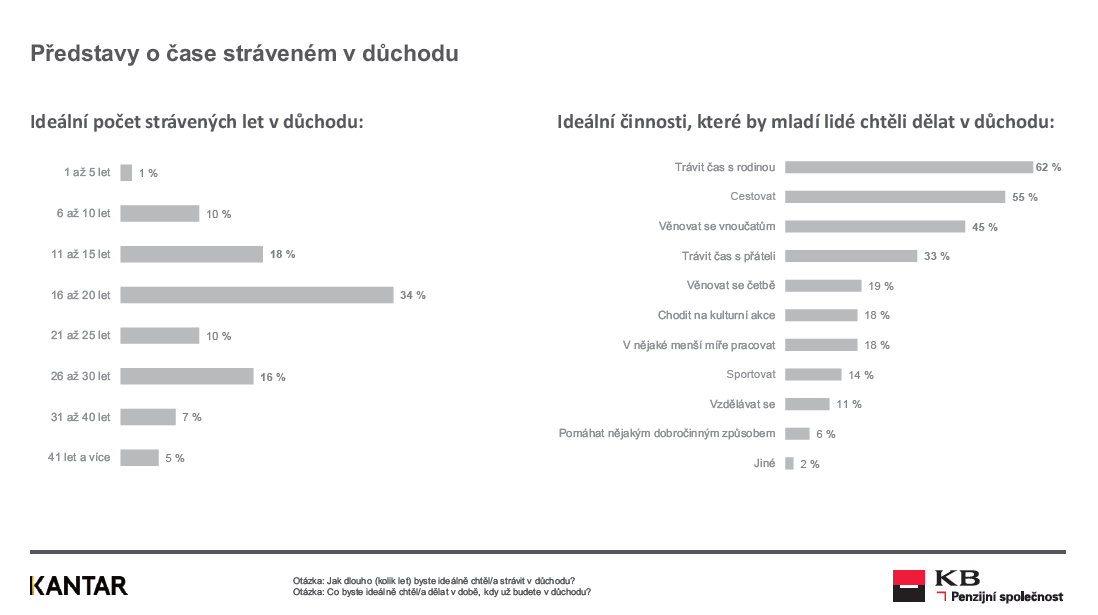 Představy o čase stráveném v důchodu
Ideální počet strávených let v důchodu:
1 až 5 let 1 %
6 až 10 let 10 %
11 až 15 let 18 %
16 až 20 let 34 %
21 až 25 let 10 %
26 až 30 let 16 %
31 až 40 let 7 %
41 let a více 5 %
Ideální činnosti, které by mladí lidé chtěli dělat v důchodu:
Trávit čas s rodinou 62 %
Cestovat 55 %
Věnovat se vnoučatům 45 %
Trávit čas s přáteli 33 %
Věnovat se četbě 19 %
Chodit na kulturní akce 18 %
V nějaké menší míře pracovat 18 %
Sportovat 14 %
Vzdělávat se 11 %
Pomáhat nějakým dobročinným způsobem 6 %
Jiné 2 %
KANTAR
Otázka: Jak dlouho (kolik let) byste ideálně chtěl/a strávit v důchodu?
Otázka: Co byste ideálně chtěl/a dělat v době, kdy už budete v důchodu?
KB
Penzijní společnost